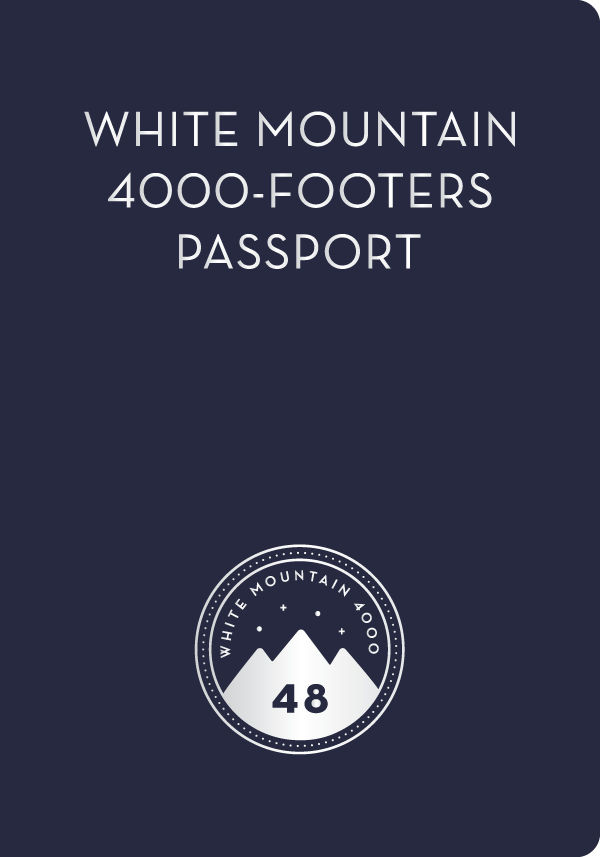 WHITE MOUNTAIN
4000-FOOTERS
PASSPORT
WHITE MOUNTAIN 4000
48